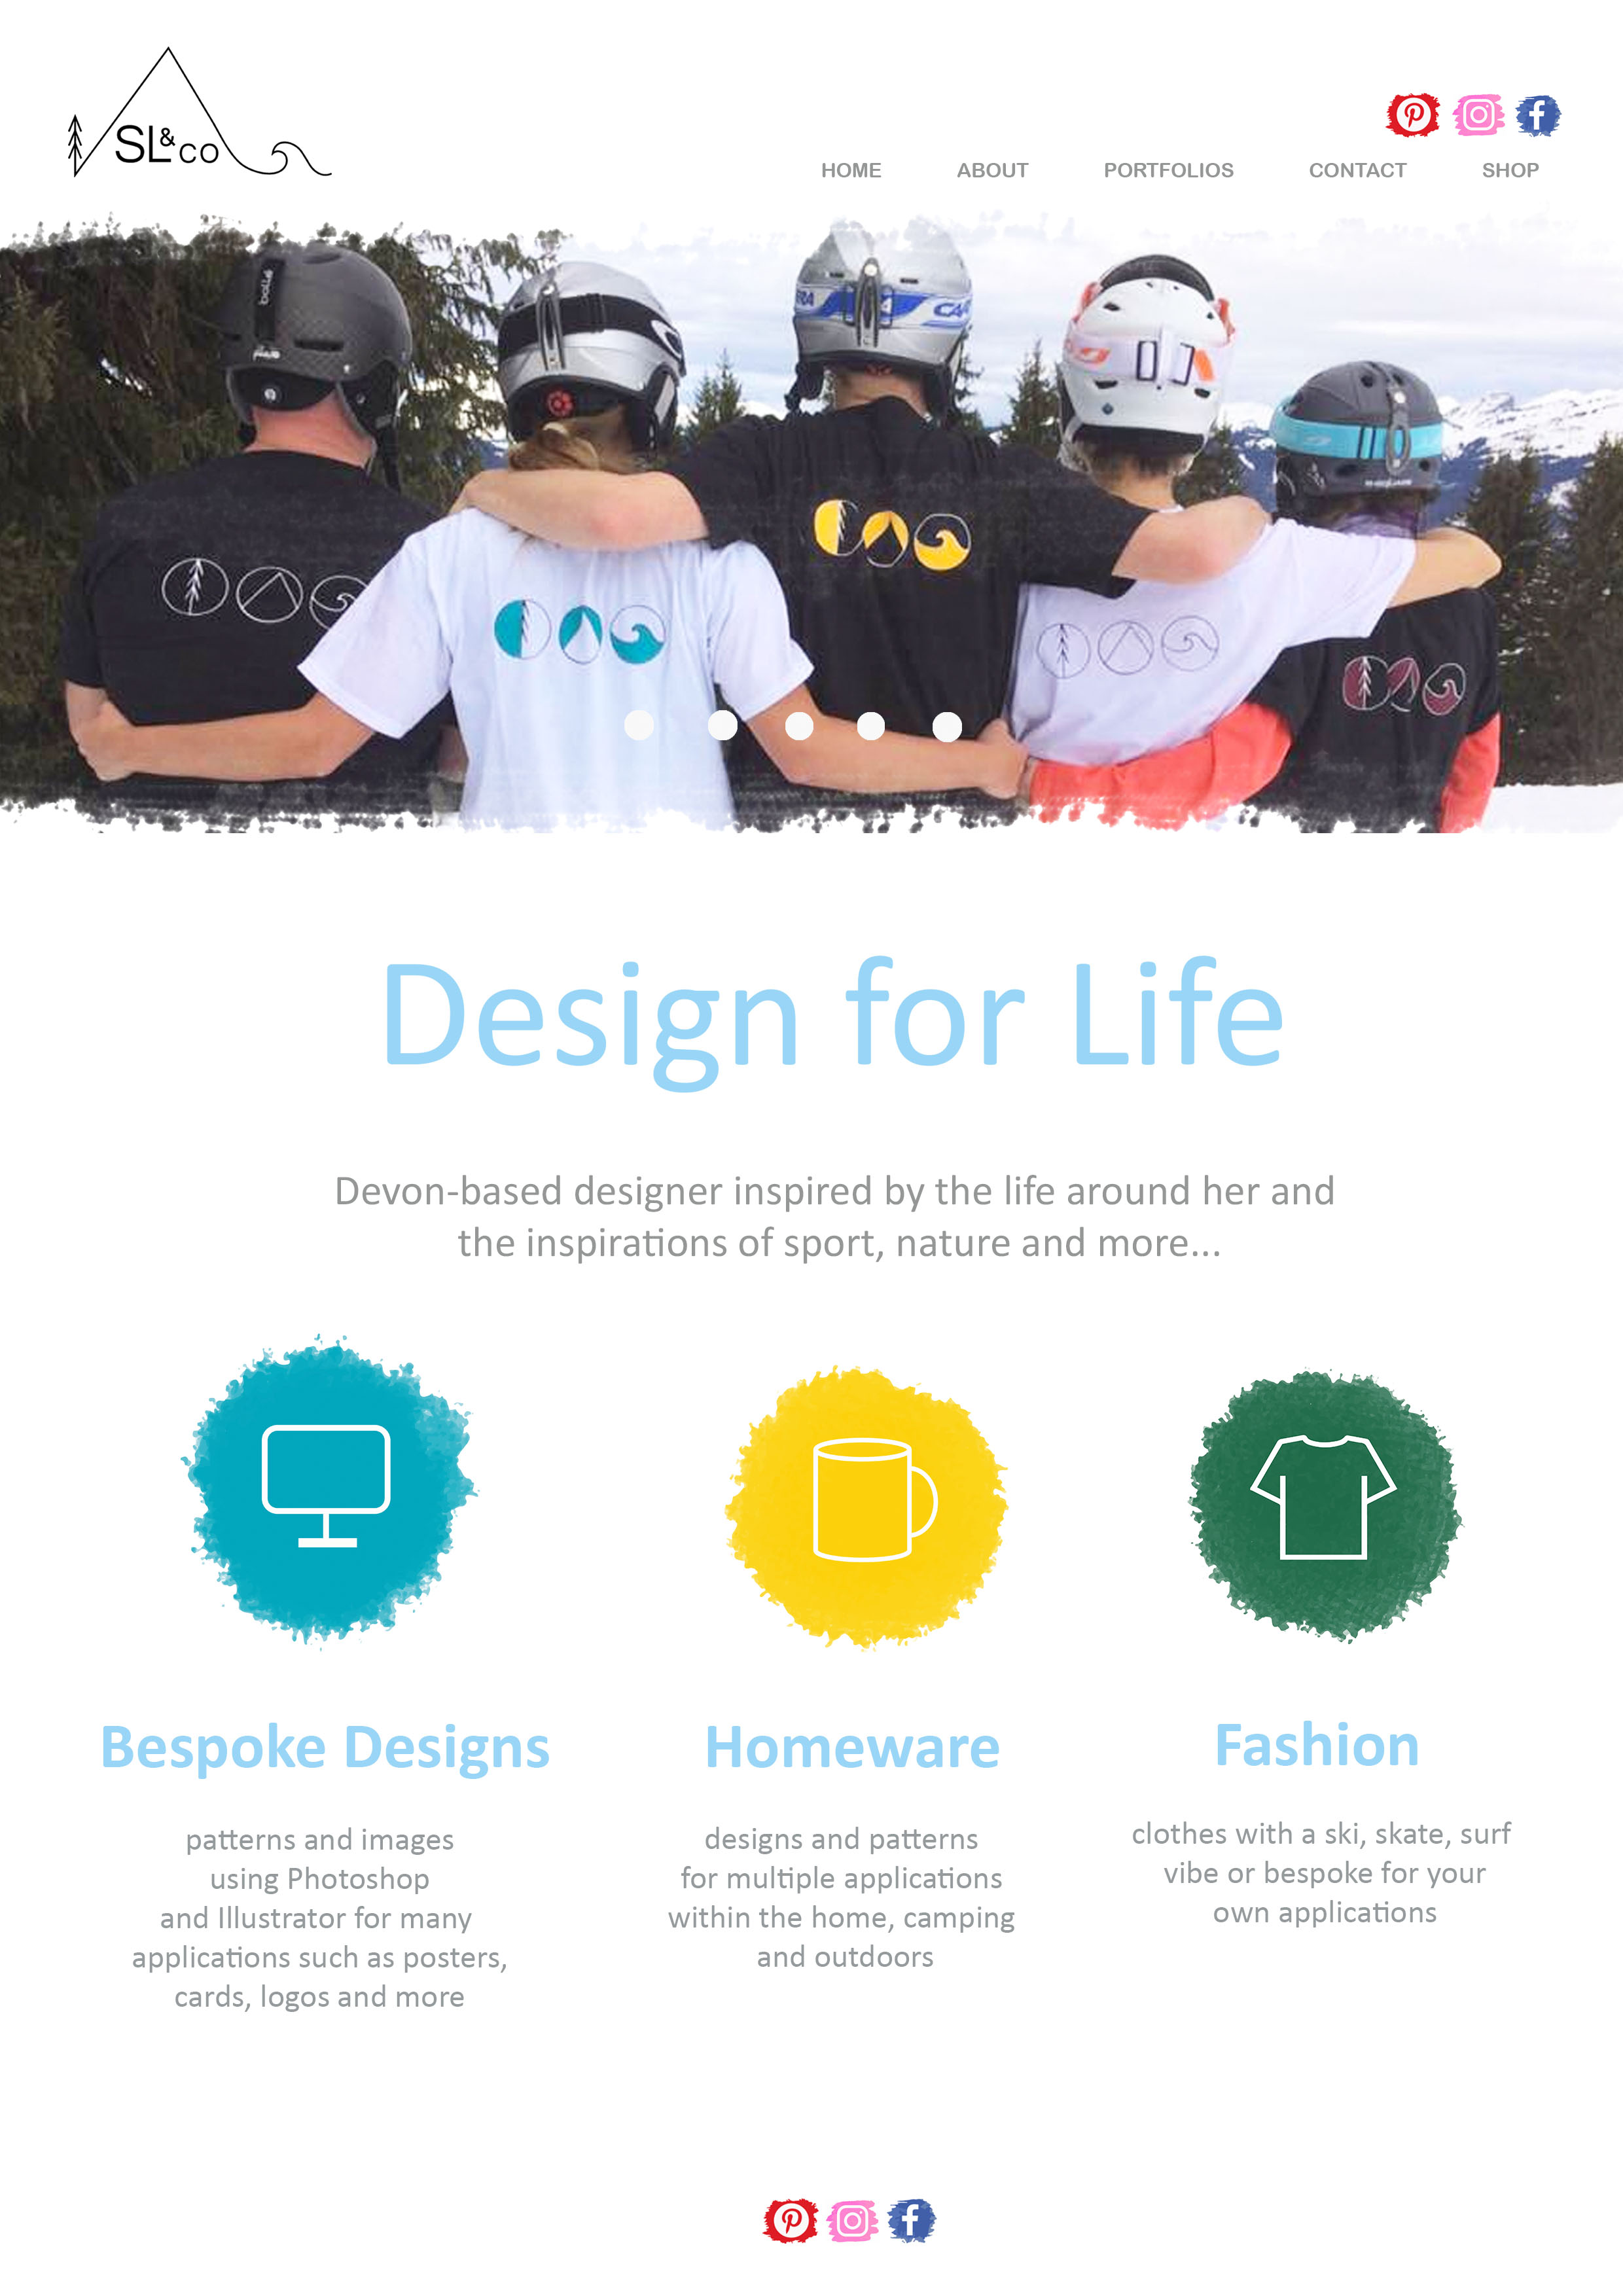 SL&co
HOME ABOUT PORTFOLIOS CONTACT SHOP
bollé
Design for Life
Devon-based designer inspired by the life around her and
the inspirations of sport, nature and more...
Bespoke Designs
patterns and images
using Photoshop
and Illustrator for many
applications such as posters,
cards, logos and more
Homeware
designs and patterns
for multiple applications
within the home, camping
and outdoors
Fashion
clothes with a ski, skate, surf
vibe or bespoke for your
own applications